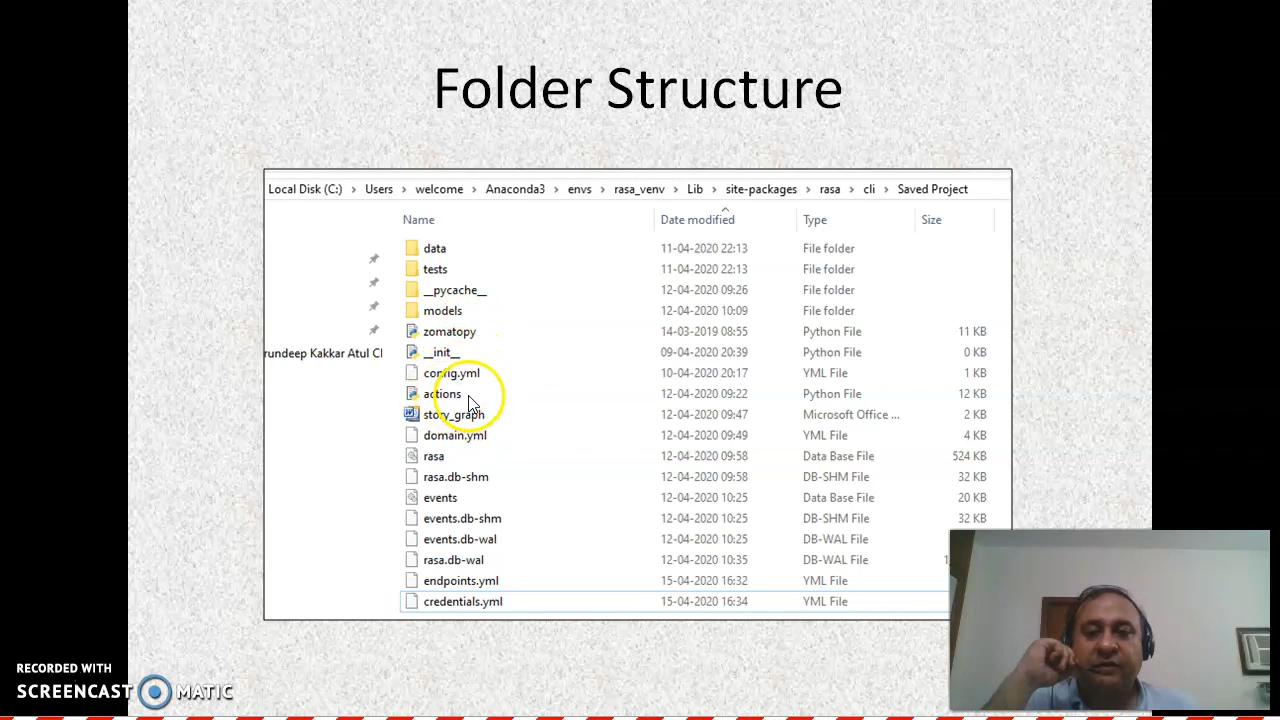 Folder Structure
Local Disk (C:) > Users > welcome > Anaconda3 > envs > rasa_venv > Lib > site-packages > rasa > cli > Saved Project
Name Date modified Type Size
data 11-04-2020 22:13 File folder
tests 11-04-2020 22:13 File folder
__pycache__ 12-04-2020 09:26 File folder
models 12-04-2020 10:09 File folder
zomatopy 14-03-2019 08:55 Python File 11 KB
rundeep Kakkar Atul Cl __init__ 09-04-2020 20:39 Python File 0 KB
config.yml 10-04-2020 20:17 YML File 1 KB
actions 12-04-2020 09:22 Python File 12 KB
story_graph 12-04-2020 09:47 Microsoft Office ... 2 KB
domain.yml 12-04-2020 09:49 YML File 4 KB
rasa 12-04-2020 09:58 Data Base File 524 KB
rasa.db-shm 12-04-2020 09:58 DB-SHM File 32 KB
events 12-04-2020 10:25 Data Base File 20 KB
events.db-shm 12-04-2020 10:25 DB-SHM File 32 KB
events.db-wal 12-04-2020 10:25 DB-WAL File
rasa.db-wal 12-04-2020 10:35 DB-WAL File
endpoints.yml 15-04-2020 16:32 YML File
credentials.yml 15-04-2020 16:34 YML File
RECORDED WITH
SCREENCAST MATIC